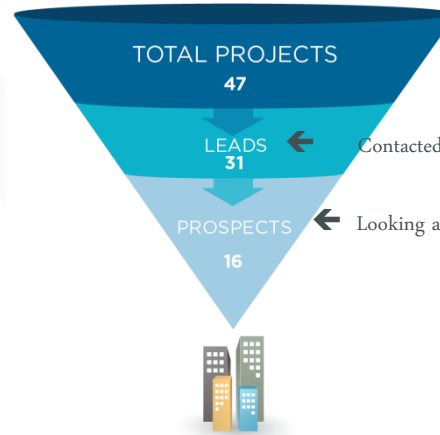 TOTAL PROJECTS
47
LEADS
31
Contacted
PROSPECTS
Looking a
16